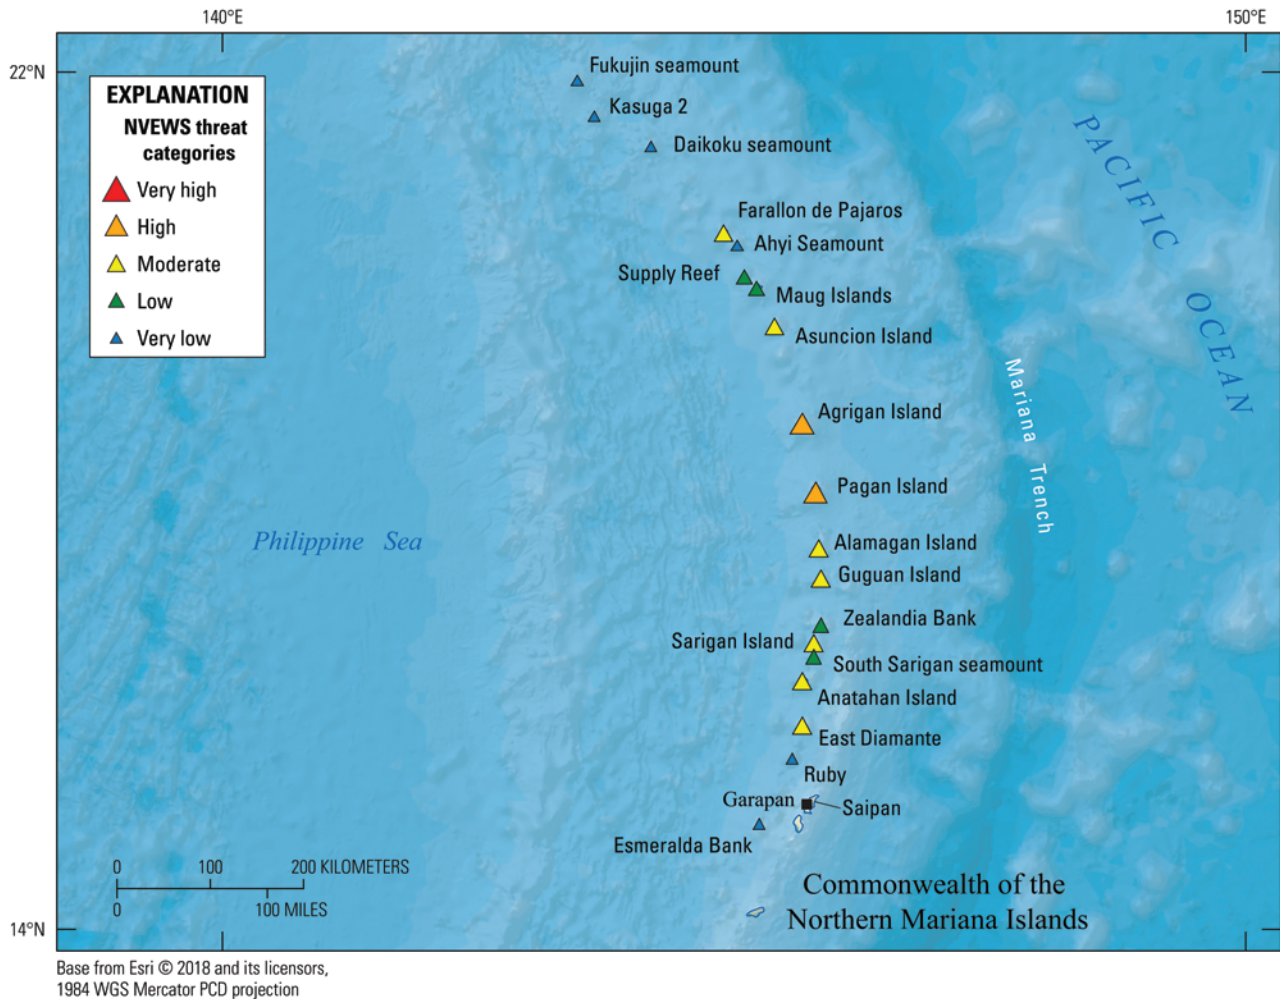 140°E
150°E
22°N
EXPLANATION
NVEWS threat
categories
Very high
High
Moderate
Low
Very low
Fukujin seamount
Kasuga 2
Daikoku seamount
PACIFIC
OCEAN
Farallon de Pajaros
Ahyi Seamount
Supply Reef
Maug Islands
Asuncion Island
Mariana Trench
Agrigan Island
Pagan Island
Philippine Sea
Alamagan Island
Guguan Island
Zealandia Bank
Sarigan Island
South Sarigan seamount
Anatahan Island
East Diamante
Ruby
Garapan
Saipan
Esmeralda Bank
0 100 200 KILOMETERS
0 100 MILES
Commonwealth of the
Northern Mariana Islands
14°N
Base from Esri © 2018 and its licensors,
1984 WGS Mercator PCD projection